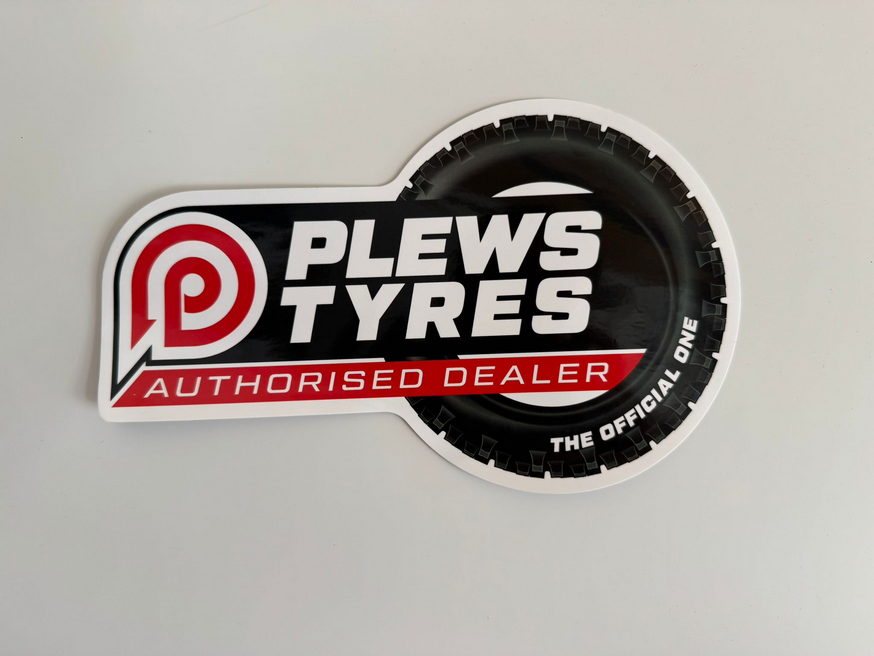 PLEWS
TYRES
AUTHORISED DEALER
THE OFFICIAL ONE